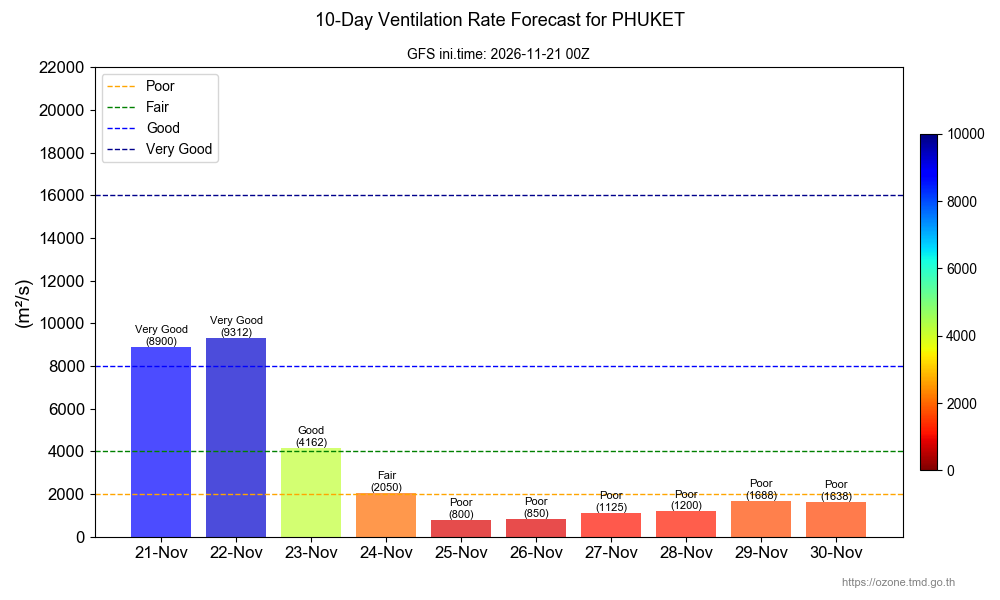 10-Day Ventilation Rate Forecast for PHUKET
GFS ini.time: 2026-11-21 00Z
22000
20000
18000
16000
14000
12000
10000
8000
6000
4000
2000
0
(m²/s)
Poor
Fair
Good
Very Good
Very Good
(8900)
Very Good
(9312)
Good
(4162)
Fair
(2050)
Poor
(800)
Poor
(850)
Poor
(1125)
Poor
(1200)
Poor
(1688)
Poor
(1638)
21-Nov
22-Nov
23-Nov
24-Nov
25-Nov
26-Nov
27-Nov
28-Nov
29-Nov
30-Nov
10000
8000
6000
4000
2000
0
https://ozone.tmd.go.th